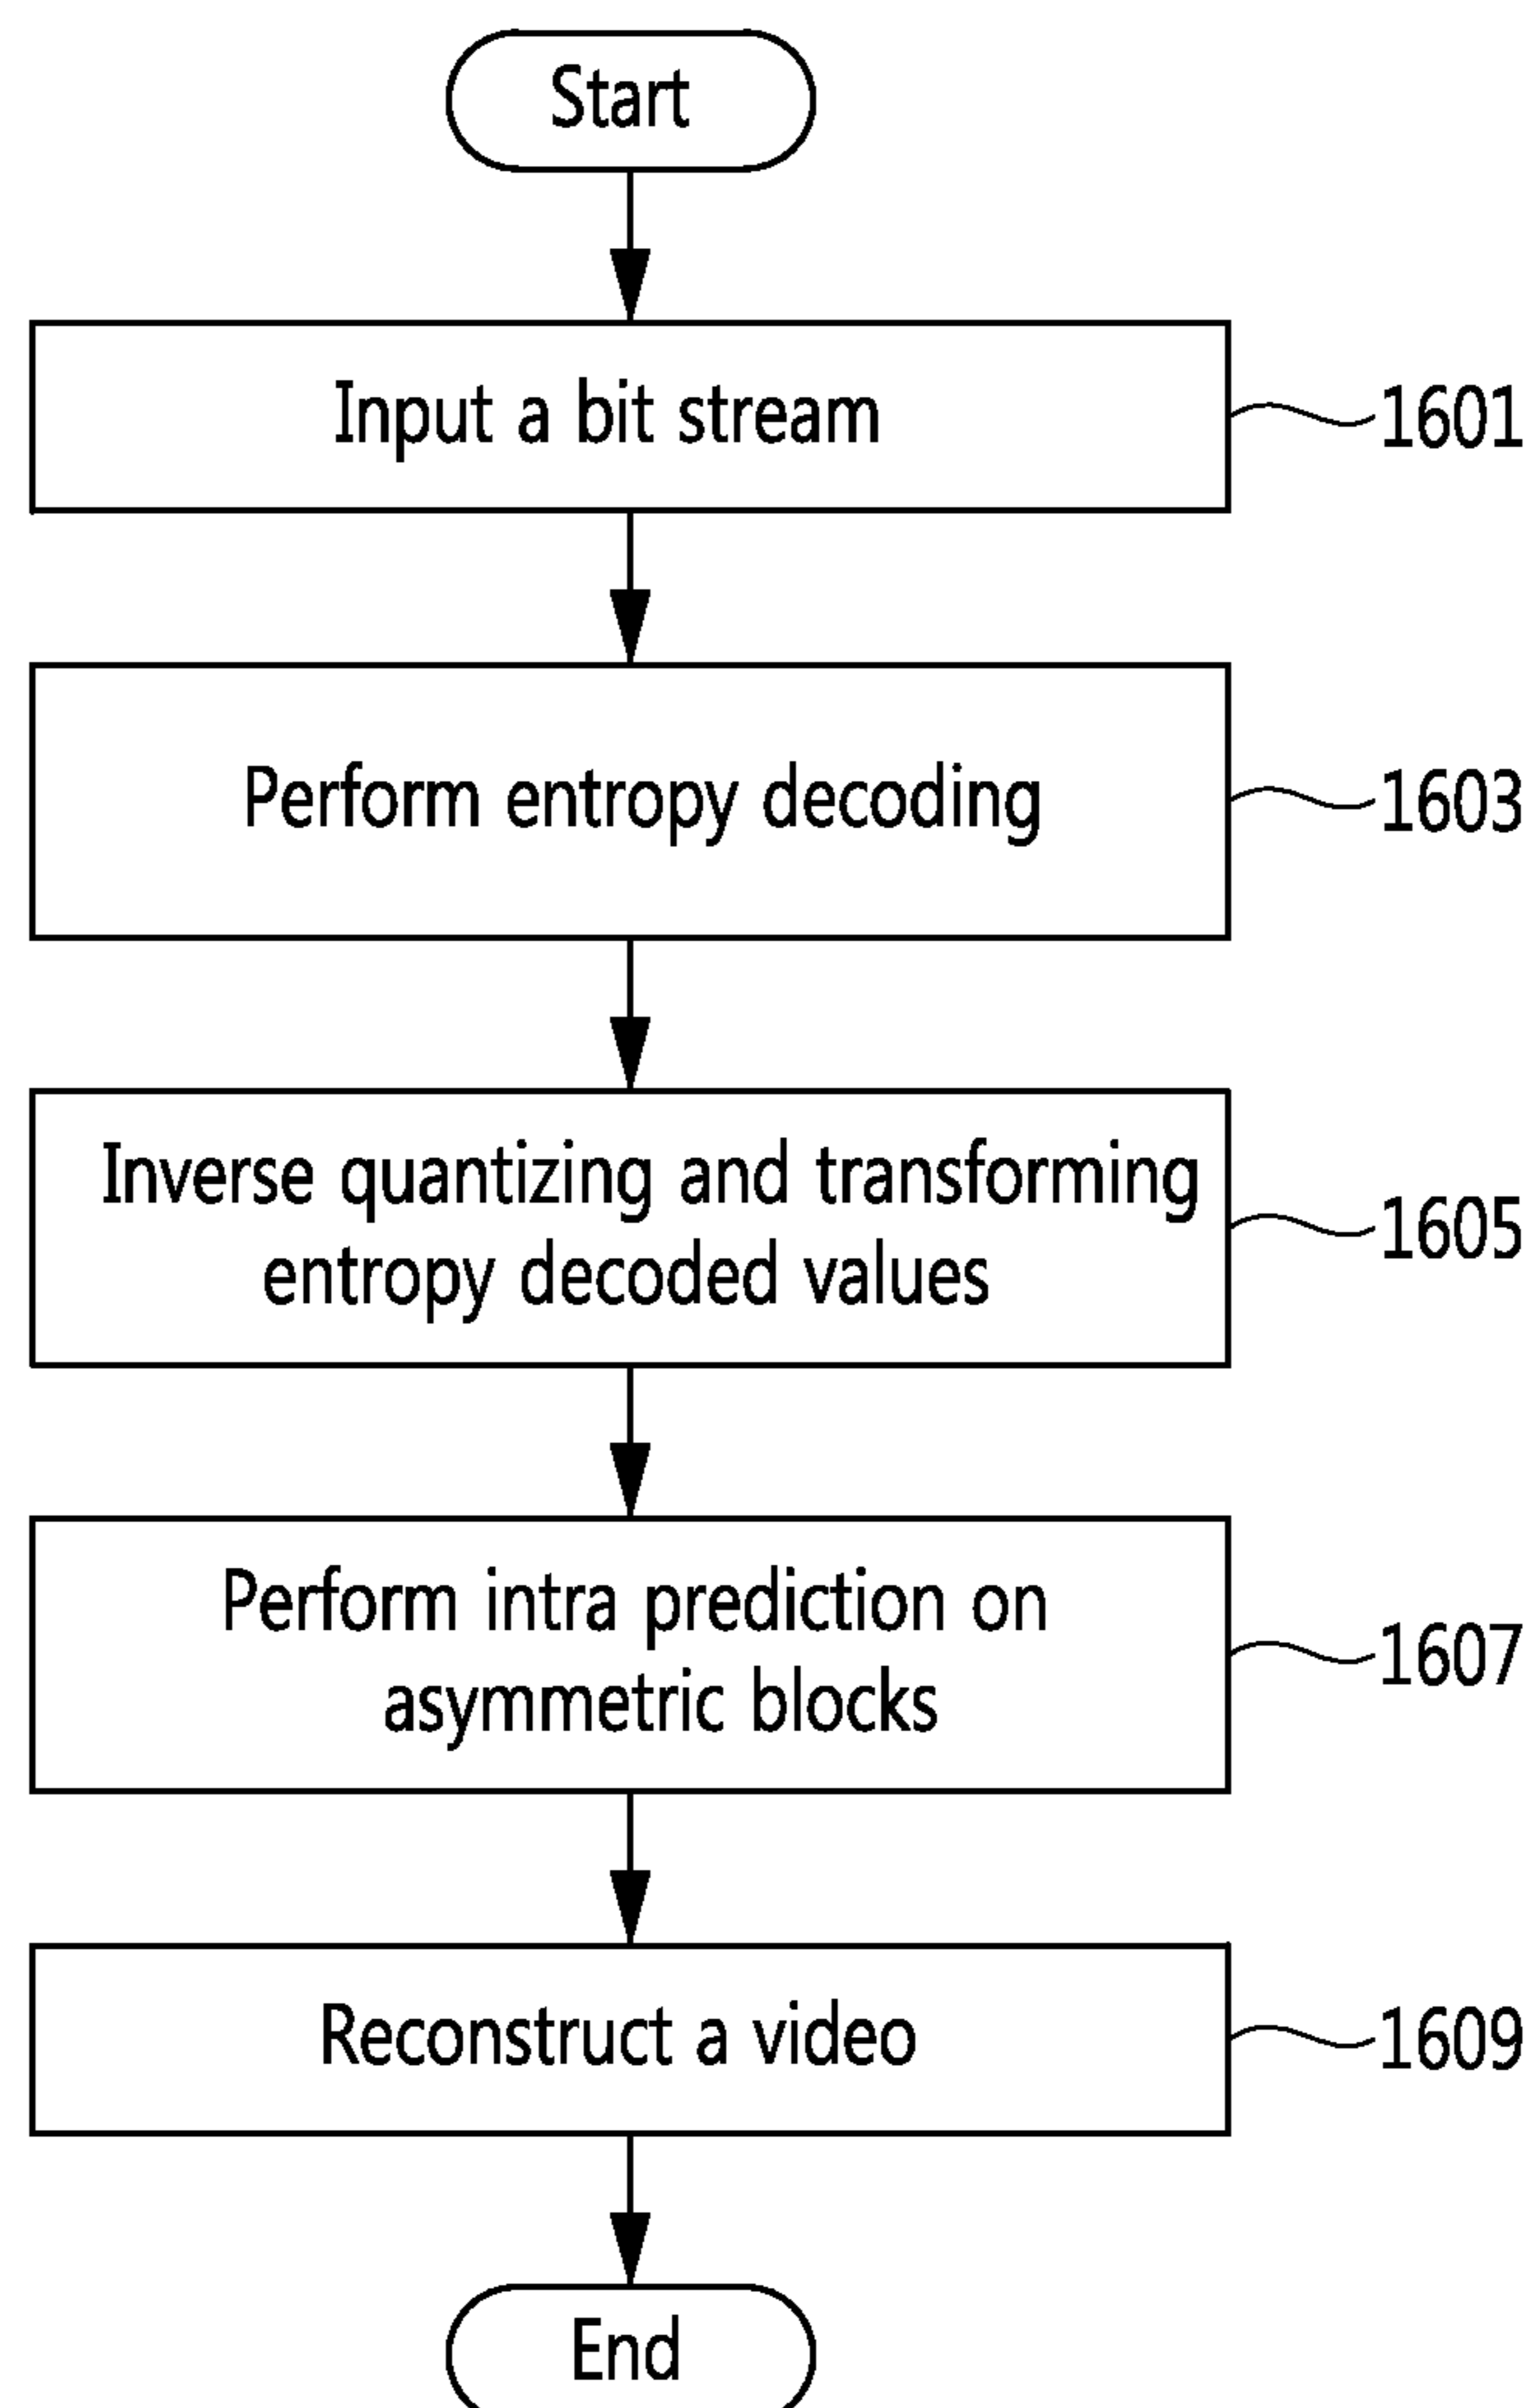 Start
Input a bit stream
1601
Perform entropy decoding
1603
Inverse quantizing and transforming
entropy decoded values
1605
Perform intra prediction on
asymmetric blocks
1607
Reconstruct a video
1609
End